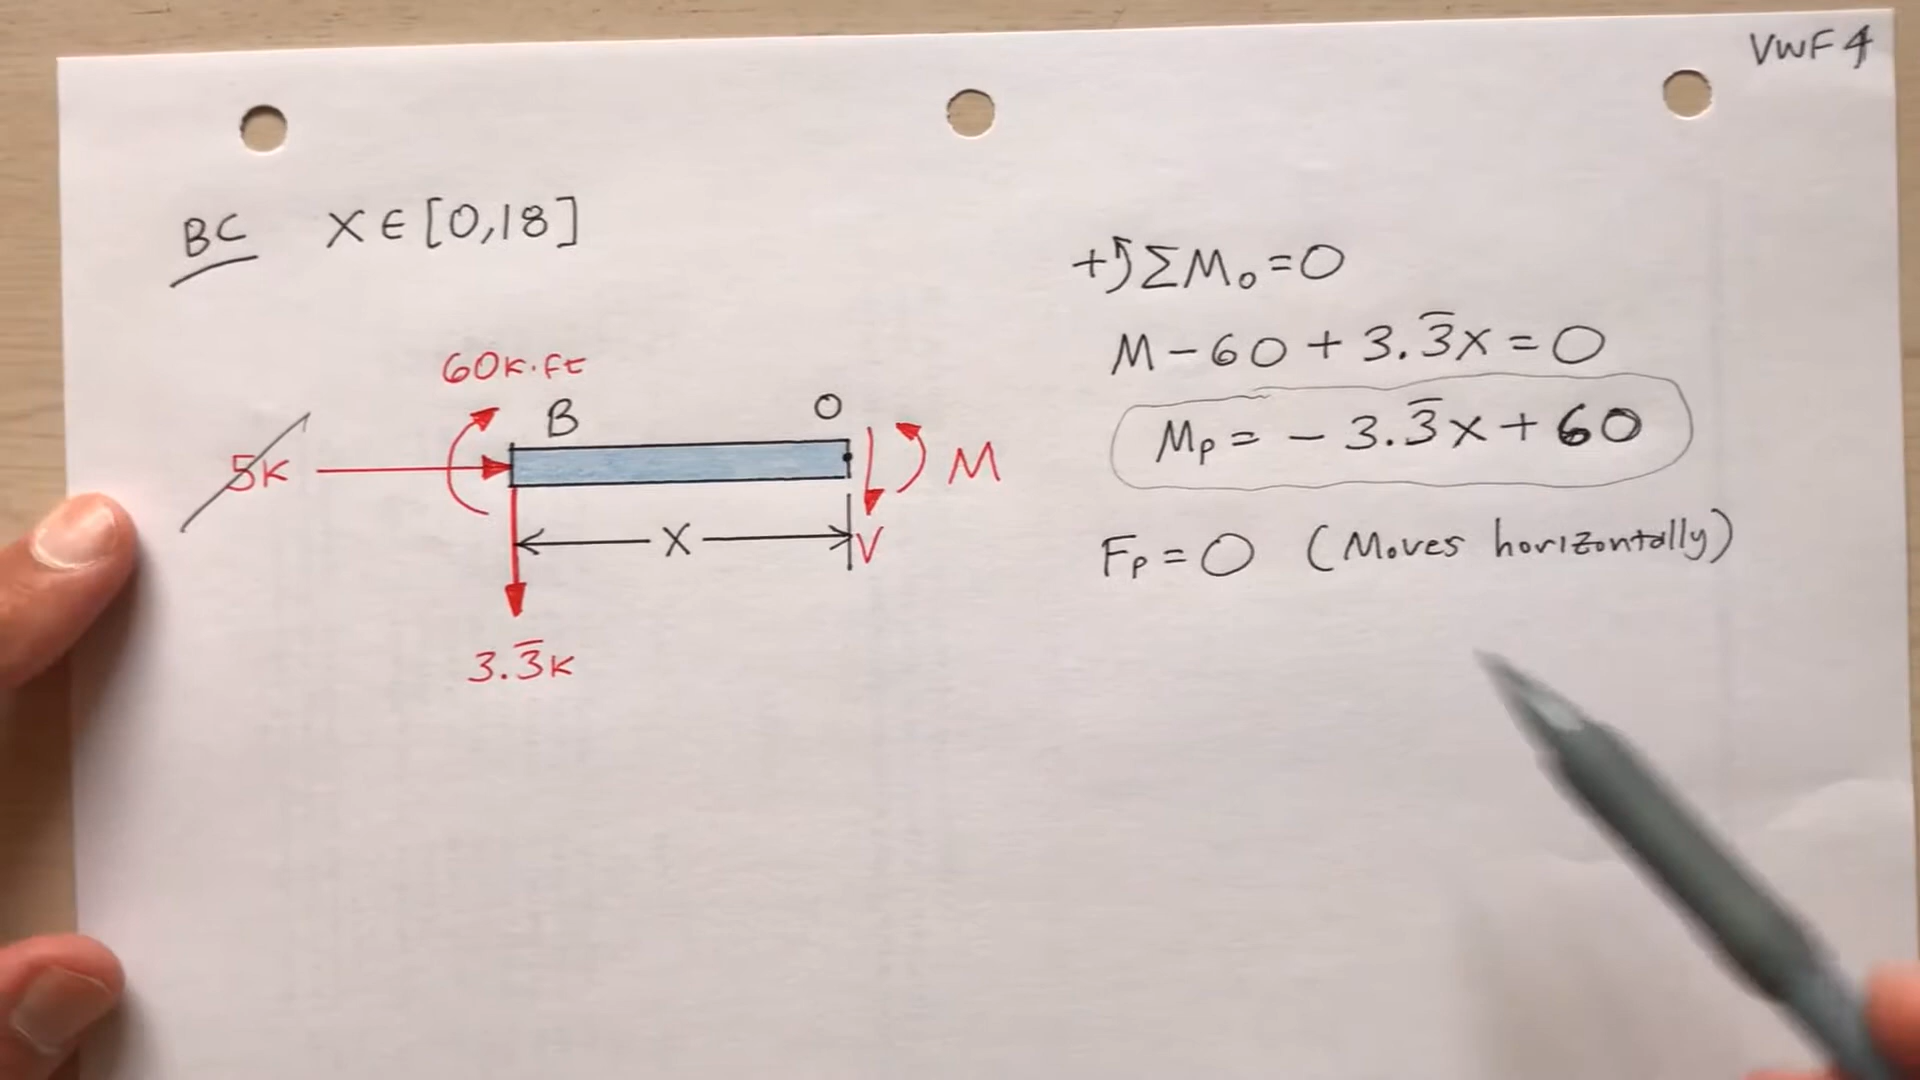 VWF4
BC X ∈ [0,18]
60K·ft
B
O
5K
M
X
V
3.3̅K
+↺ΣMₒ=0
M-60+3.3̅x=0
Mₚ=-3.3̅x+60
Fₚ=0 (Moves horizontally)